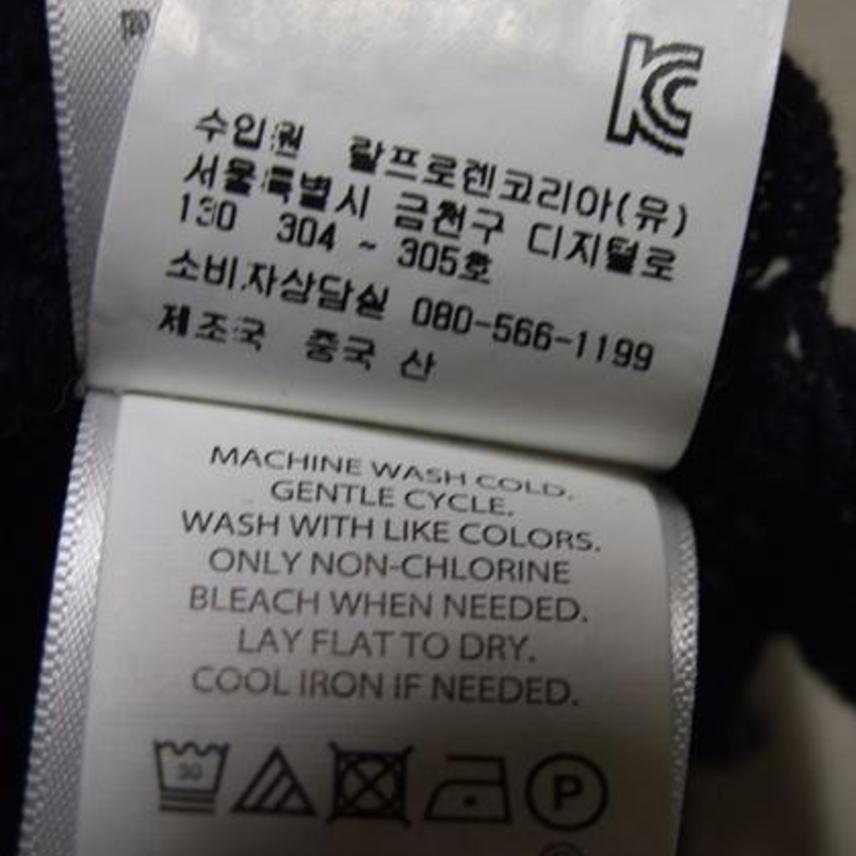 KC
수입원 랄프로렌코리아(유)
서울특별시 금천구 디지털로
130 304 ~ 305호
소비자상담실 080-566-1199
제조국 중국 산
MACHINE WASH COLD.
GENTLE CYCLE.
WASH WITH LIKE COLORS.
ONLY NON-CHLORINE
BLEACH WHEN NEEDED.
LAY FLAT TO DRY.
COOL IRON IF NEEDED.
30 P